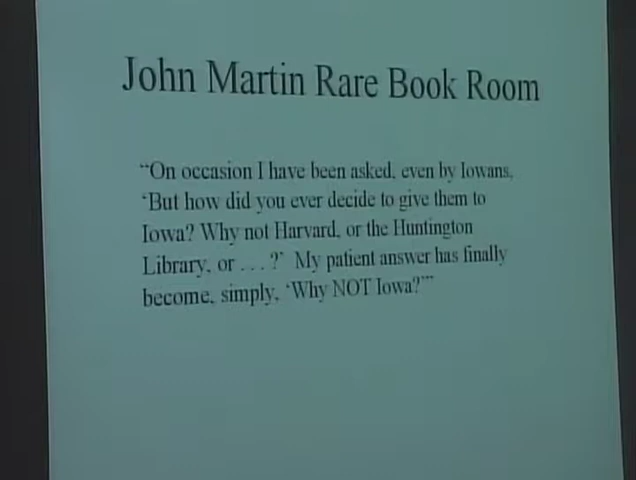 John Martin Rare Book Room
“On occasion I have been asked, even by Iowans,
‘But how did you ever decide to give them to
Iowa? Why not Harvard, or the Huntington
Library, or . . . ?’ My patient answer has finally
become, simply, ‘Why NOT Iowa?’”